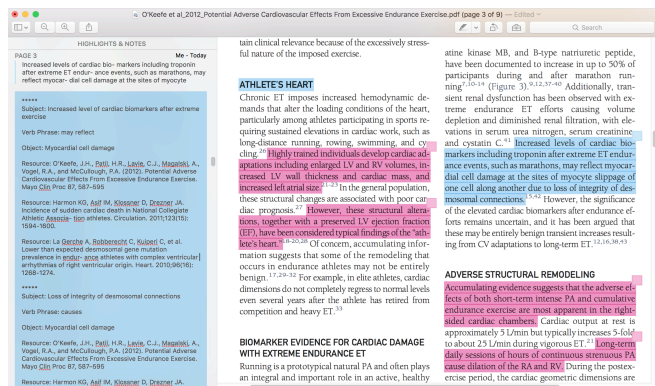 O'Keefe et al_2012_Potential Adverse Cardiovascular Effects From Excessive Endurance Exercise.pdf (page 3 of 9) — Edited
Search
HIGHLIGHTS & NOTES
PAGE 3 Me - Today
Increased levels of cardiac bio- markers including troponin
after extreme ET endur- ance events, such as marathons, may
reflect myocar- dial cell damage at the sites of myocyte
*****
Subject: Increased level of cardiac biomarkers after extreme
exercise
Verb Phrase: may reflect
Object: Myocardial cell damage
Resource: O'Keefe, J.H., Patil, H.R., Lavie, C.J., Magalski, A.,
Vogel, R.A., and McCullough, P.A. (2012). Potential Adverse
Cardiovascular Effects From Excessive Endurance Exercise.
Mayo Clin Proc 87, 587–595
Resource: Harmon KG, Asif IM, Klossner D, Drezner JA.
Incidence of sudden cardiac death in National Collegiate
Athletic Associa- tion athletes. Circulation. 2011;123(15):
1594-1600.
Resource: La Gerche A, Robberecht C, Kuiperi C, et al.
Lower than expected desmosomal gene mutation
prevalence in endur- ance athletes with complex ventricular
arrhythmias of right ventricular origin. Heart. 2010;96(16):
1268-1274.
*****
Subject: Loss of integrity of desmosomal connections
Verb Phrase: causes
Object: Myocardial cell damage
Resource: O'Keefe, J.H., Patil, H.R., Lavie, C.J., Magalski, A.,
Vogel, R.A., and McCullough, P.A. (2012). Potential Adverse
Cardiovascular Effects From Excessive Endurance Exercise.
Mayo Clin Proc 87, 587–595
Resource: Harmon KG, Asif IM, Klossner D, Drezner JA.
tain clinical relevance because of the excessively stress-
ful nature of the imposed exercise.
ATHLETE'S HEART
Chronic ET imposes increased hemodynamic de-
mands that alter the loading conditions of the heart,
particularly among athletes participating in sports re-
quiring sustained elevations in cardiac work, such as
long-distance running, rowing, swimming, and cy-
cling.26 Highly trained individuals develop cardiac ad-
aptations including enlarged LV and RV volumes, in-
creased LV wall thickness and cardiac mass, and
increased left atrial size.21-23 In the general population,
these structural changes are associated with poor car-
diac prognosis.27 However, these structural altera-
tions, together with a preserved LV ejection fraction
(EF), have been considered typical findings of the "ath-
lete's heart."18-20,28 Of concern, accumulating infor-
mation suggests that some of the remodeling that
occurs in endurance athletes may not be entirely
benign.17,29-32 For example, in elite athletes, cardiac
dimensions do not completely regress to normal levels
even several years after the athlete has retired from
competition and heavy ET.33
BIOMARKER EVIDENCE FOR CARDIAC DAMAGE
WITH EXTREME ENDURANCE ET
Running is a prototypical natural PA and often plays
an integral and important role in an active, healthy
atine kinase MB, and B-type natriuretic peptide,
have been documented to increase in up to 50% of
participants during and after marathon run-
ning7,10-14 (Figure 3).9,12,37-40 Additionally, tran-
sient renal dysfunction has been observed with ex-
treme endurance ET efforts causing volume
depletion and diminished renal filtration, with ele-
vations in serum urea nitrogen, serum creatinine,
and cystatin C.41 Increased levels of cardiac bio-
markers including troponin after extreme ET endur-
ance events, such as marathons, may reflect myocar-
dial cell damage at the sites of myocyte slippage of
one cell along another due to loss of integrity of des-
mosomal connections.15,42 However, the significance
of the elevated cardiac biomarkers after endurance ef-
forts remains uncertain, and it has been argued that
these may be entirely benign transient increases result-
ing from CV adaptations to long-term ET.12,16,38,43
ADVERSE STRUCTURAL REMODELING
Accumulating evidence suggests that the adverse ef-
fects of both short-term intense PA and cumulative
endurance exercise are most apparent in the right-
sided cardiac chambers. Cardiac output at rest is
approximately 5 L/min but typically increases 5-fold
to about 25 L/min during vigorous ET.21 Long-term
daily sessions of hours of continuous strenuous PA
cause dilation of the RA and RV. During the postex-
ercise period, the cardiac geometric dimensions are